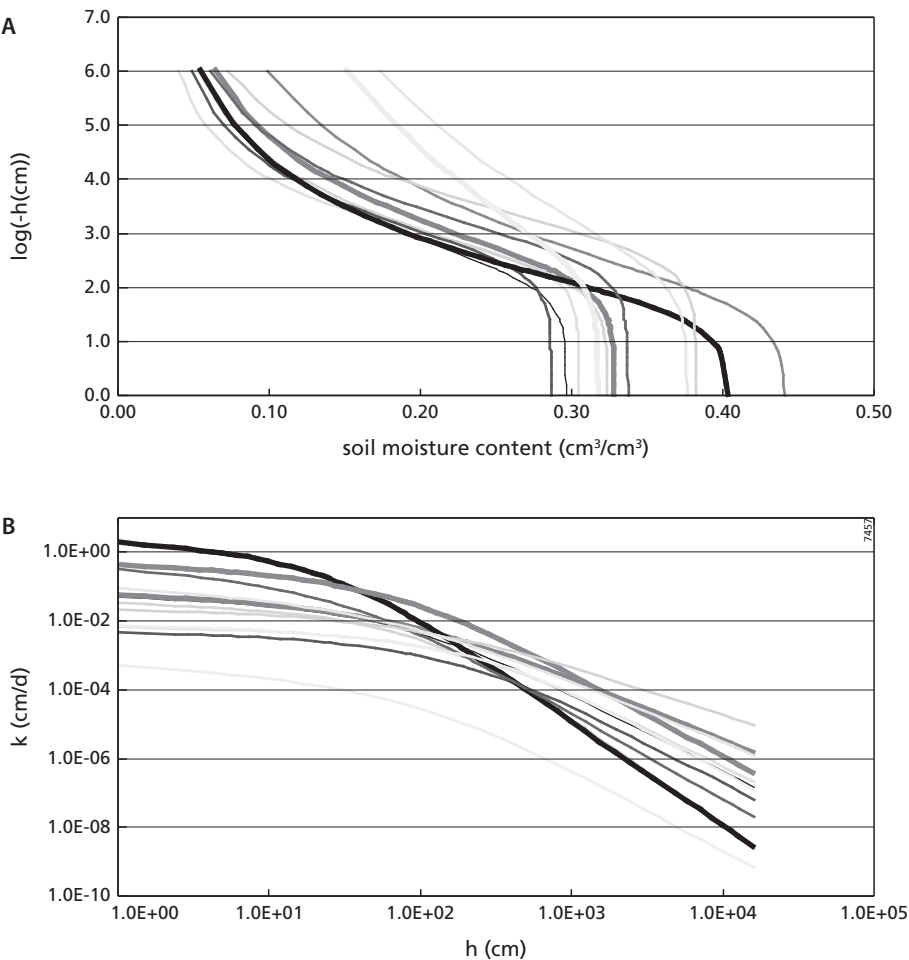 A
7.0
6.0
5.0
4.0
3.0
2.0
1.0
0.0
log(-h(cm))
0.00 0.10 0.20 0.30 0.40 0.50
soil moisture content (cm³/cm³)
B
7457
1.0E+00
1.0E-02
1.0E-04
1.0E-06
1.0E-08
1.0E-10
k (cm/d)
1.0E+00 1.0E+01 1.0E+02 1.0E+03 1.0E+04 1.0E+05
h (cm)